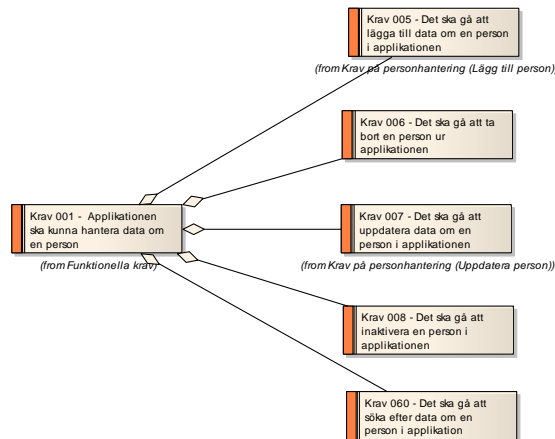 Krav 005 - Det ska gå att
lägga till data om en person
i applikationen
(from Krav på personhantering (Lägg till person))
Krav 006 - Det ska gå att ta
bort en person ur
applikationen
Krav 001 - Applikationen
ska kunna hantera data om
en person
(from Funktionella krav)
Krav 007 - Det ska gå att
uppdatera data om en
person i applikationen
(from Krav på personhantering (Uppdatera person))
Krav 008 - Det ska gå att
inaktivera en person i
applikationen
Krav 060 - Det ska gå att
söka efter data om en
person i applikation